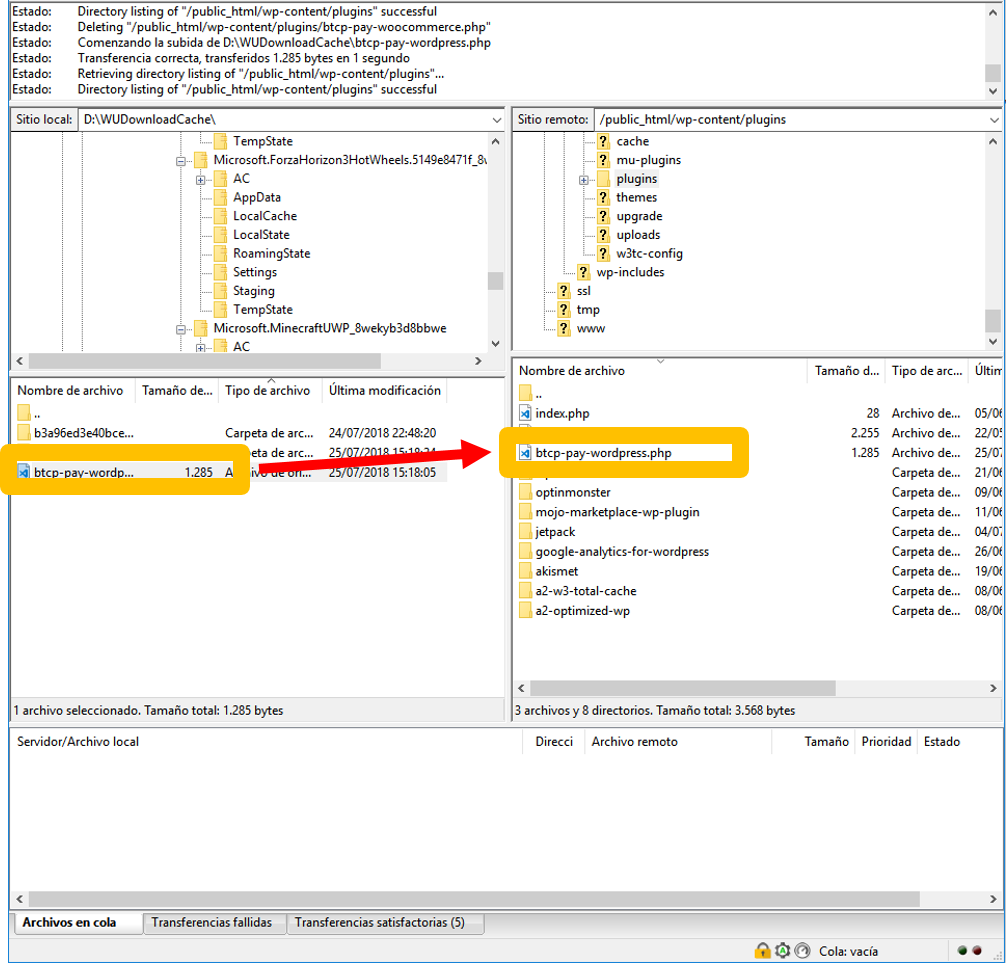 Estado: Directory listing of "/public_html/wp-content/plugins" successful
Estado: Deleting "/public_html/wp-content/plugins/btcp-pay-woocommerce.php"
Estado: Comenzando la subida de D:\WUDownloadCache\btcp-pay-wordpress.php
Estado: Transferencia correcta, transferidos 1.285 bytes en 1 segundo
Estado: Retrieving directory listing of "/public_html/wp-content/plugins"...
Estado: Directory listing of "/public_html/wp-content/plugins" successful
Sitio local: D:\WUDownloadCache\
TempState
Microsoft.ForzaHorizon3HotWheels.5149e8471f_8w
AC
AppData
LocalCache
LocalState
RoamingState
Settings
Staging
TempState
Microsoft.MinecraftUWP_8wekyb3d8bbwe
AC
Sitio remoto: /public_html/wp-content/plugins
cache
mu-plugins
plugins
themes
upgrade
uploads
w3tc-config
wp-includes
ssl
tmp
www
Nombre de archivo Tamaño de... Tipo de archivo Última modificación
..
b3a96ed3e40bce... Carpeta de arc... 24/07/2018 22:48:20
de arc... 25/07/2018 15:18:24
btcp-pay-wordp... 1.285 25/07/2018 15:18:05
1 archivo seleccionado. Tamaño total: 1.285 bytes
Nombre de archivo Tamaño d... Tipo de arc... Últim
..
index.php 28 Archivo de... 05/06
2.255 Archivo de... 22/05
btcp-pay-wordpress.php 1.285 Archivo de... 25/07
Carpeta de... 21/06
optinmonster Carpeta de... 09/06
mojo-marketplace-wp-plugin Carpeta de... 11/06
jetpack Carpeta de... 04/07
google-analytics-for-wordpress Carpeta de... 26/06
akismet Carpeta de... 19/06
a2-w3-total-cache Carpeta de... 08/06
a2-optimized-wp Carpeta de... 08/06
3 archivos y 8 directorios. Tamaño total: 3.568 bytes
Servidor/Archivo local Direcci Archivo remoto Tamaño Prioridad Estado
Archivos en cola Transferencias fallidas Transferencias satisfactorias (5)
Cola: vacía